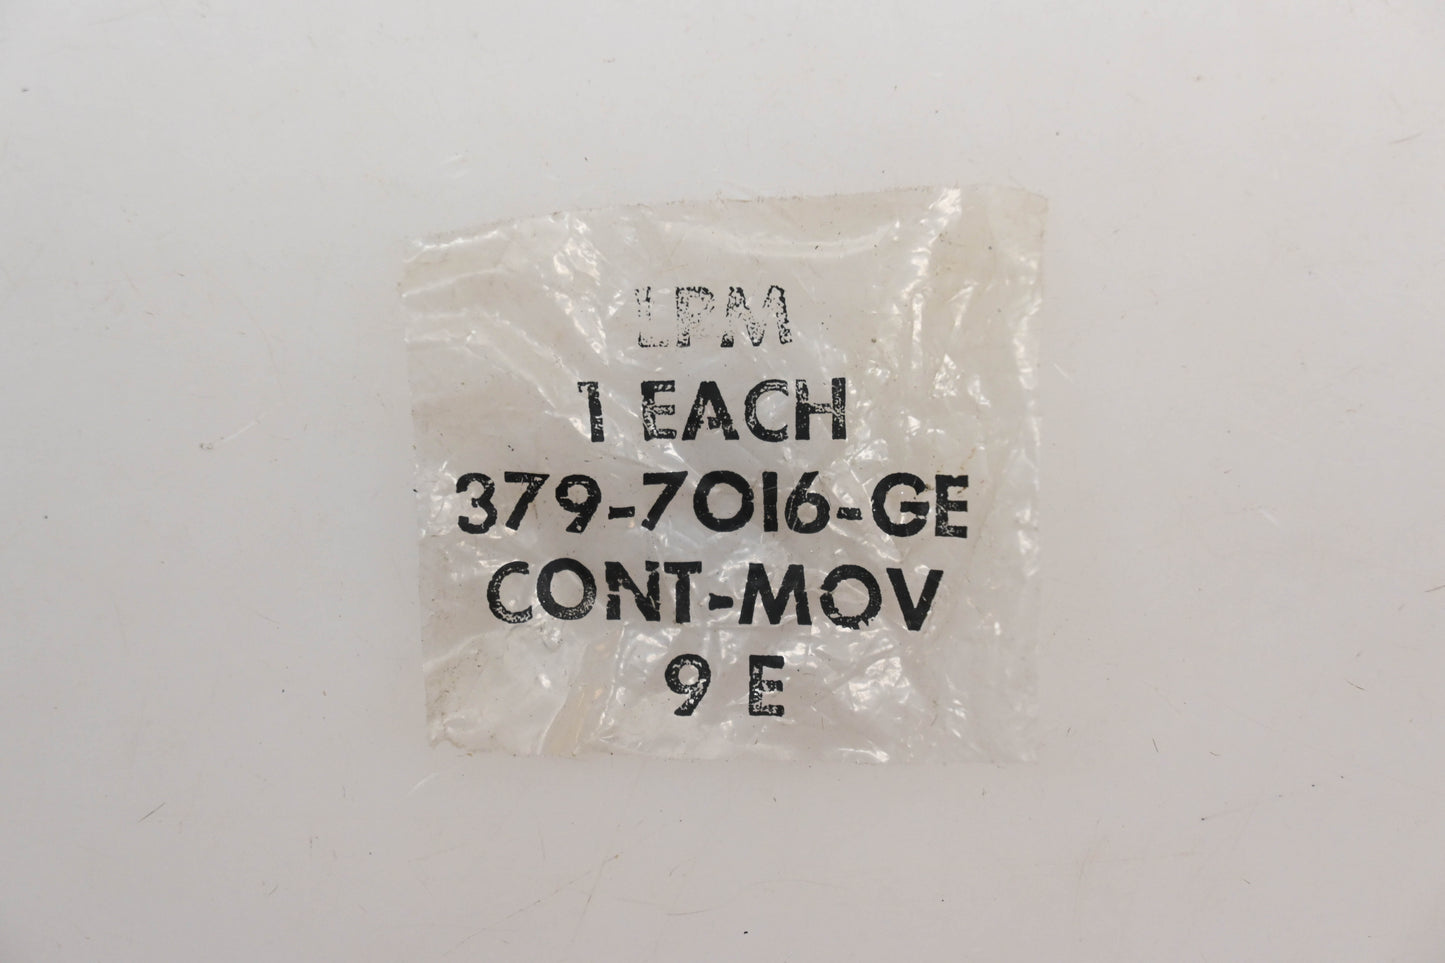 LPM
1 EACH
379-7016-GE
CONT-MOV
9 E